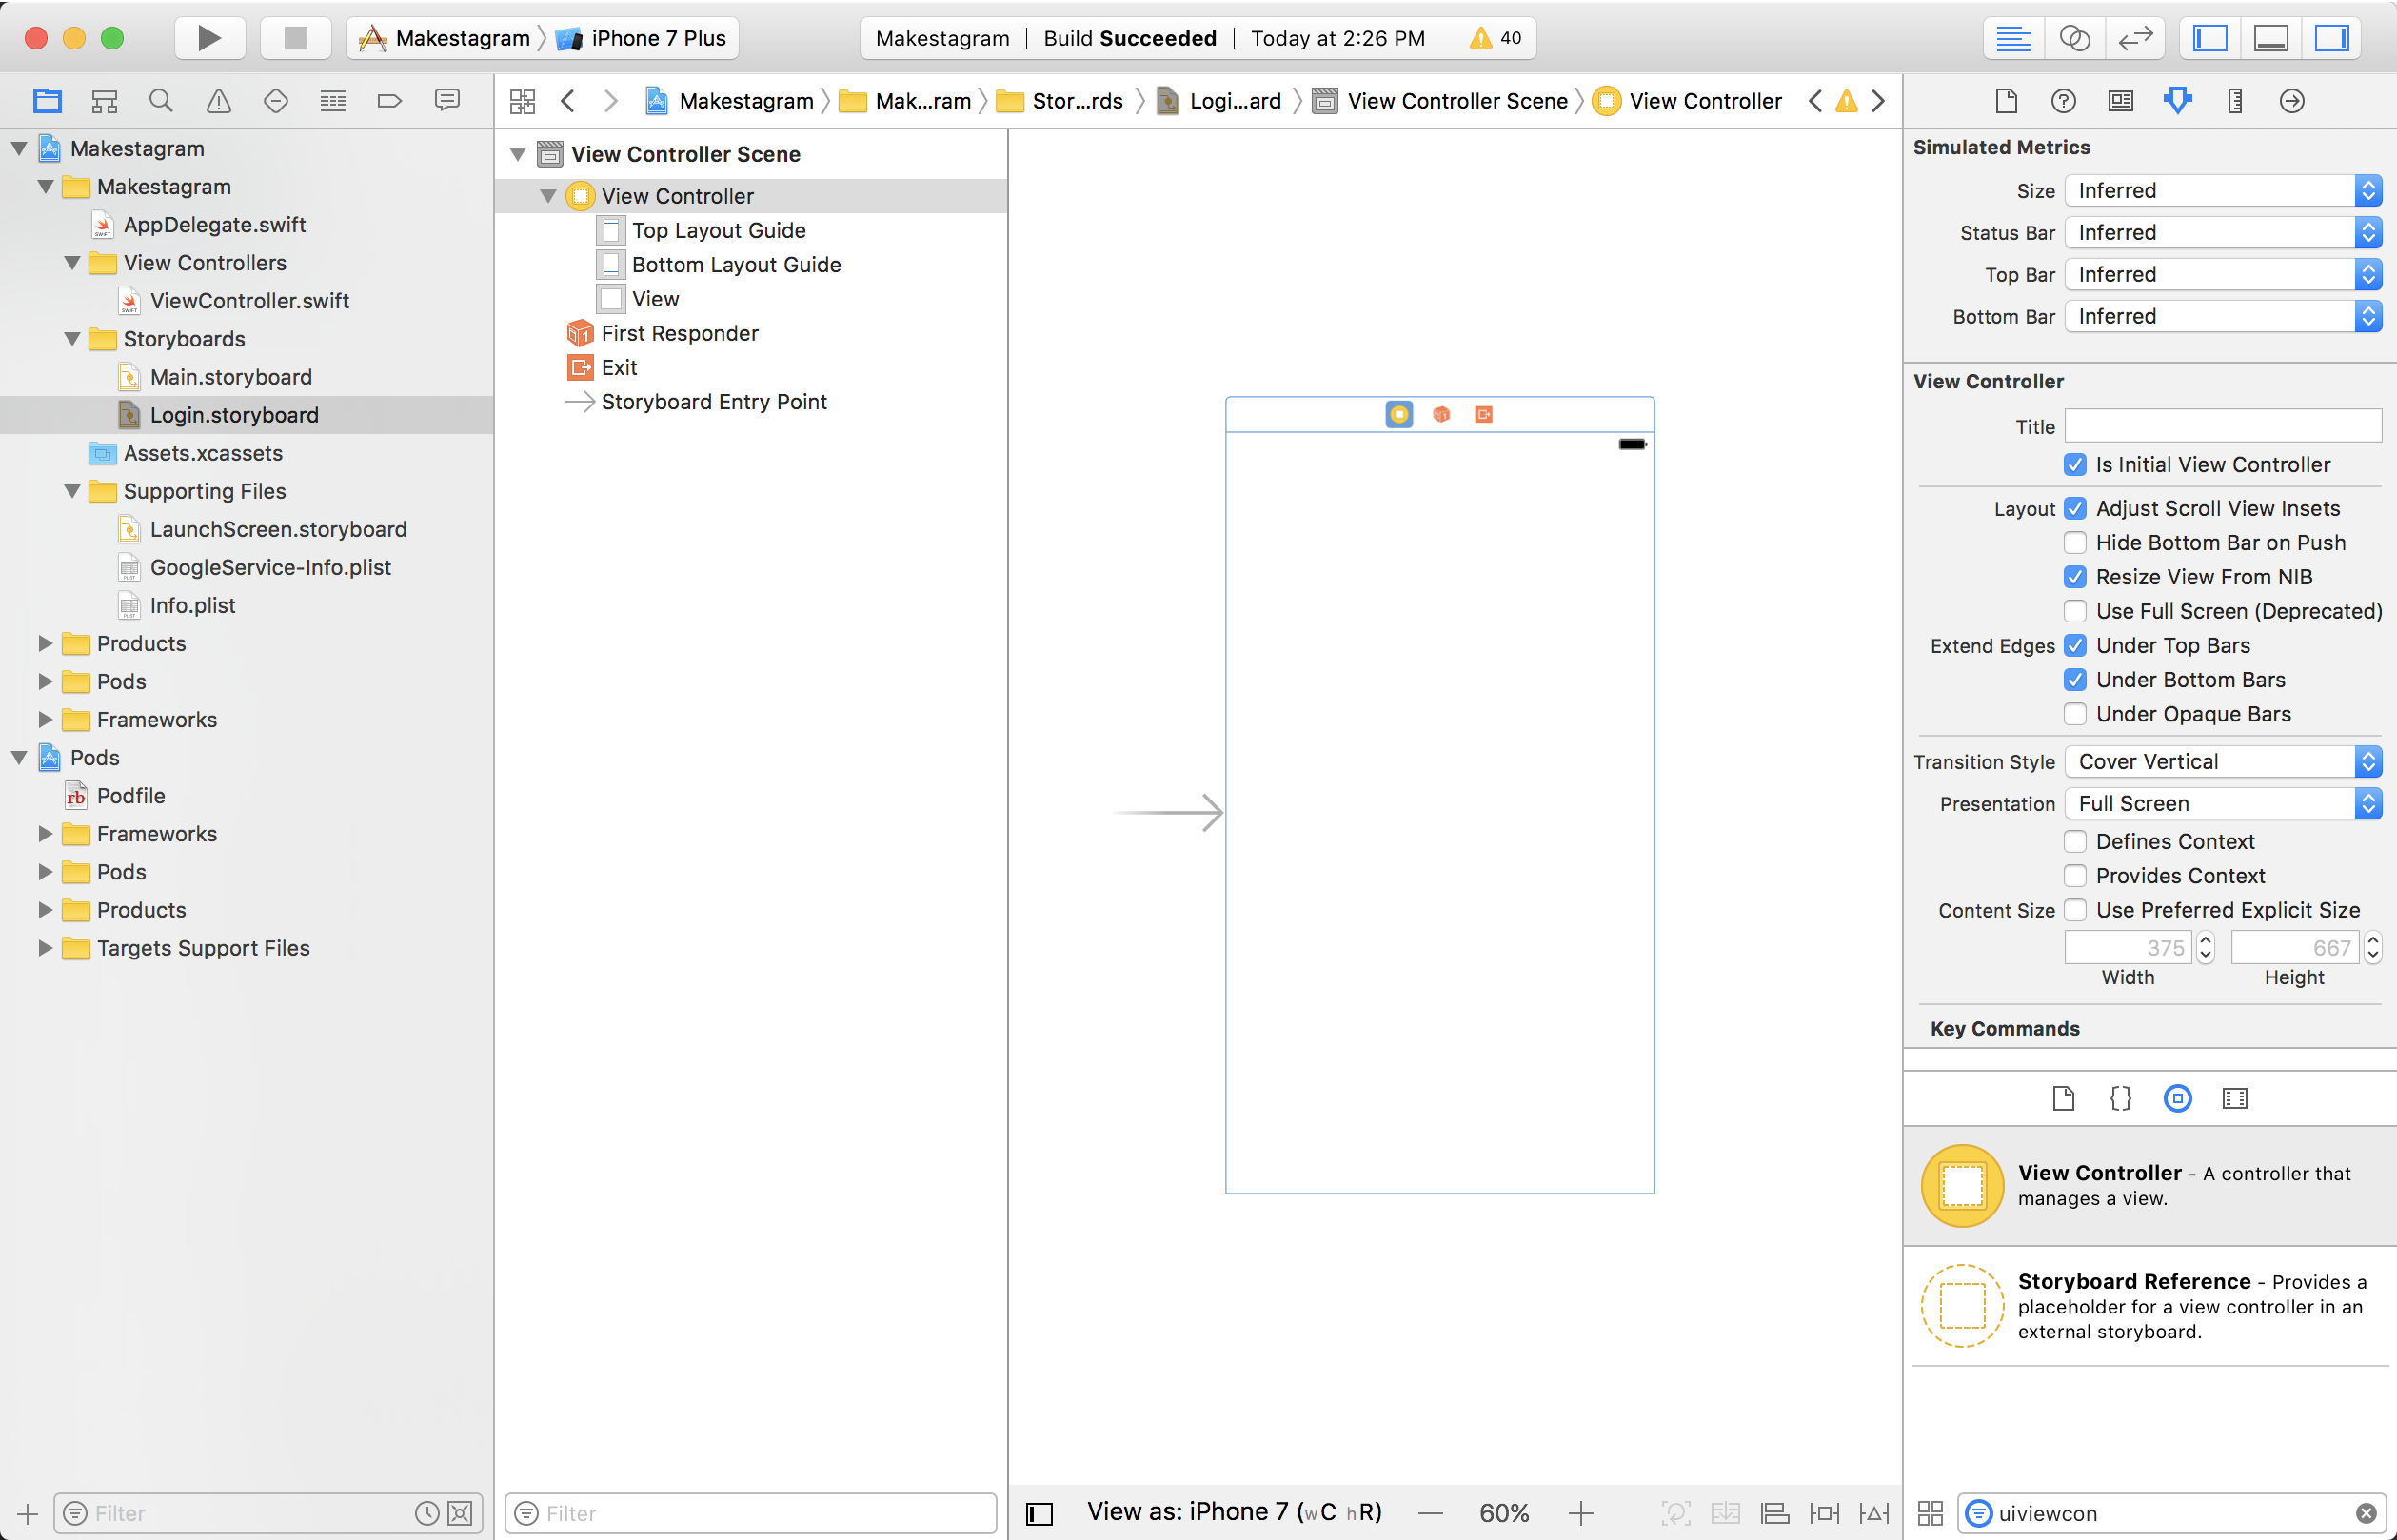 Makestagram iPhone 7 Plus
Makestagram Build Succeeded Today at 2:26 PM 40
Makestagram
Makestagram
AppDelegate.swift
View Controllers
ViewController.swift
Storyboards
Main.storyboard
Login.storyboard
Assets.xcassets
Supporting Files
LaunchScreen.storyboard
GoogleService-Info.plist
Info.plist
Products
Pods
Frameworks
Pods
rb Podfile
Frameworks
Pods
Products
Targets Support Files
Filter
Makestagram Mak...ram Stor...rds Logi...ard View Controller Scene View Controller
View Controller Scene
View Controller
Top Layout Guide
Bottom Layout Guide
View
First Responder
Exit
Storyboard Entry Point
Filter
View as: iPhone 7 (wC hR) — 60% +
Simulated Metrics
Size Inferred
Status Bar Inferred
Top Bar Inferred
Bottom Bar Inferred
View Controller
Title
Is Initial View Controller
Layout Adjust Scroll View Insets
Hide Bottom Bar on Push
Resize View From NIB
Use Full Screen (Deprecated)
Extend Edges Under Top Bars
Under Bottom Bars
Under Opaque Bars
Transition Style Cover Vertical
Presentation Full Screen
Defines Context
Provides Context
Content Size Use Preferred Explicit Size
375 667
Width Height
Key Commands
View Controller - A controller that
manages a view.
Storyboard Reference - Provides a
placeholder for a view controller in an
external storyboard.
uiviewcon